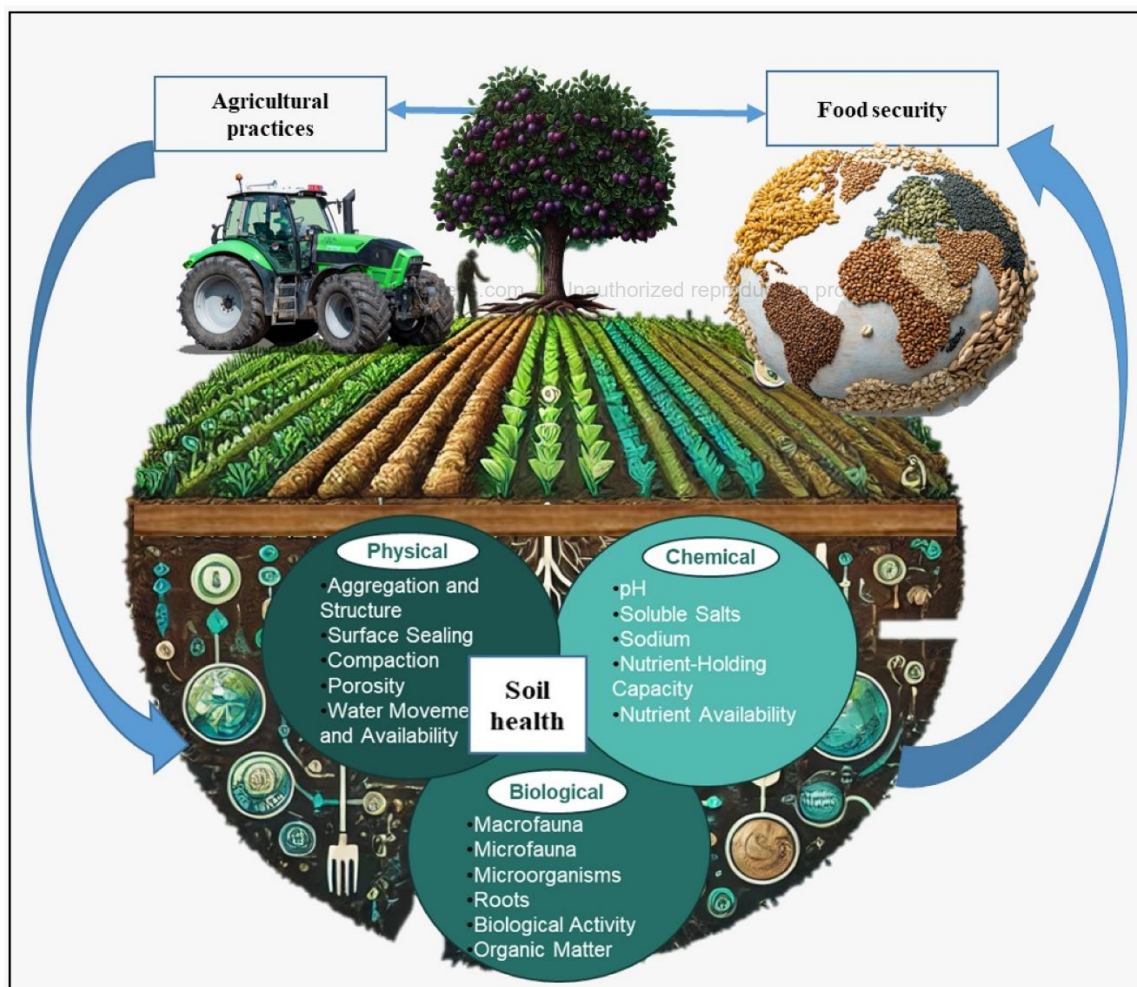 Agricultural
practices
Food security
.com
Physical
•Aggregation and
Structure
•Surface Sealing
•Compaction
•Porosity
•Water Moveme
and Availability
Chemical
•pH
•Soluble Salts
•Sodium
•Nutrient-Holding
Capacity
•Nutrient Availability
Soil
health
Biological
•Macrofauna
•Microfauna
•Microorganisms
•Roots
•Biological Activity
•Organic Matter